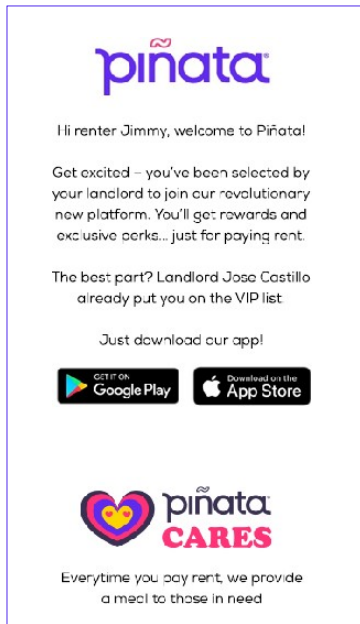 piñata
Hi renter Jimmy, welcome to Piñata!
Get excited – you've been selected by
your landlord to join our revolutionary
new platform. You'll get rewards and
exclusive perks... just for paying rent.
The best part? Landlord Jose Castillo
already put you on the VIP list
Just download our app!
GET IT ON
Google Play
Download on the
App Store
piñata
CARES
Everytime you pay rent, we provide
a meal to those in need